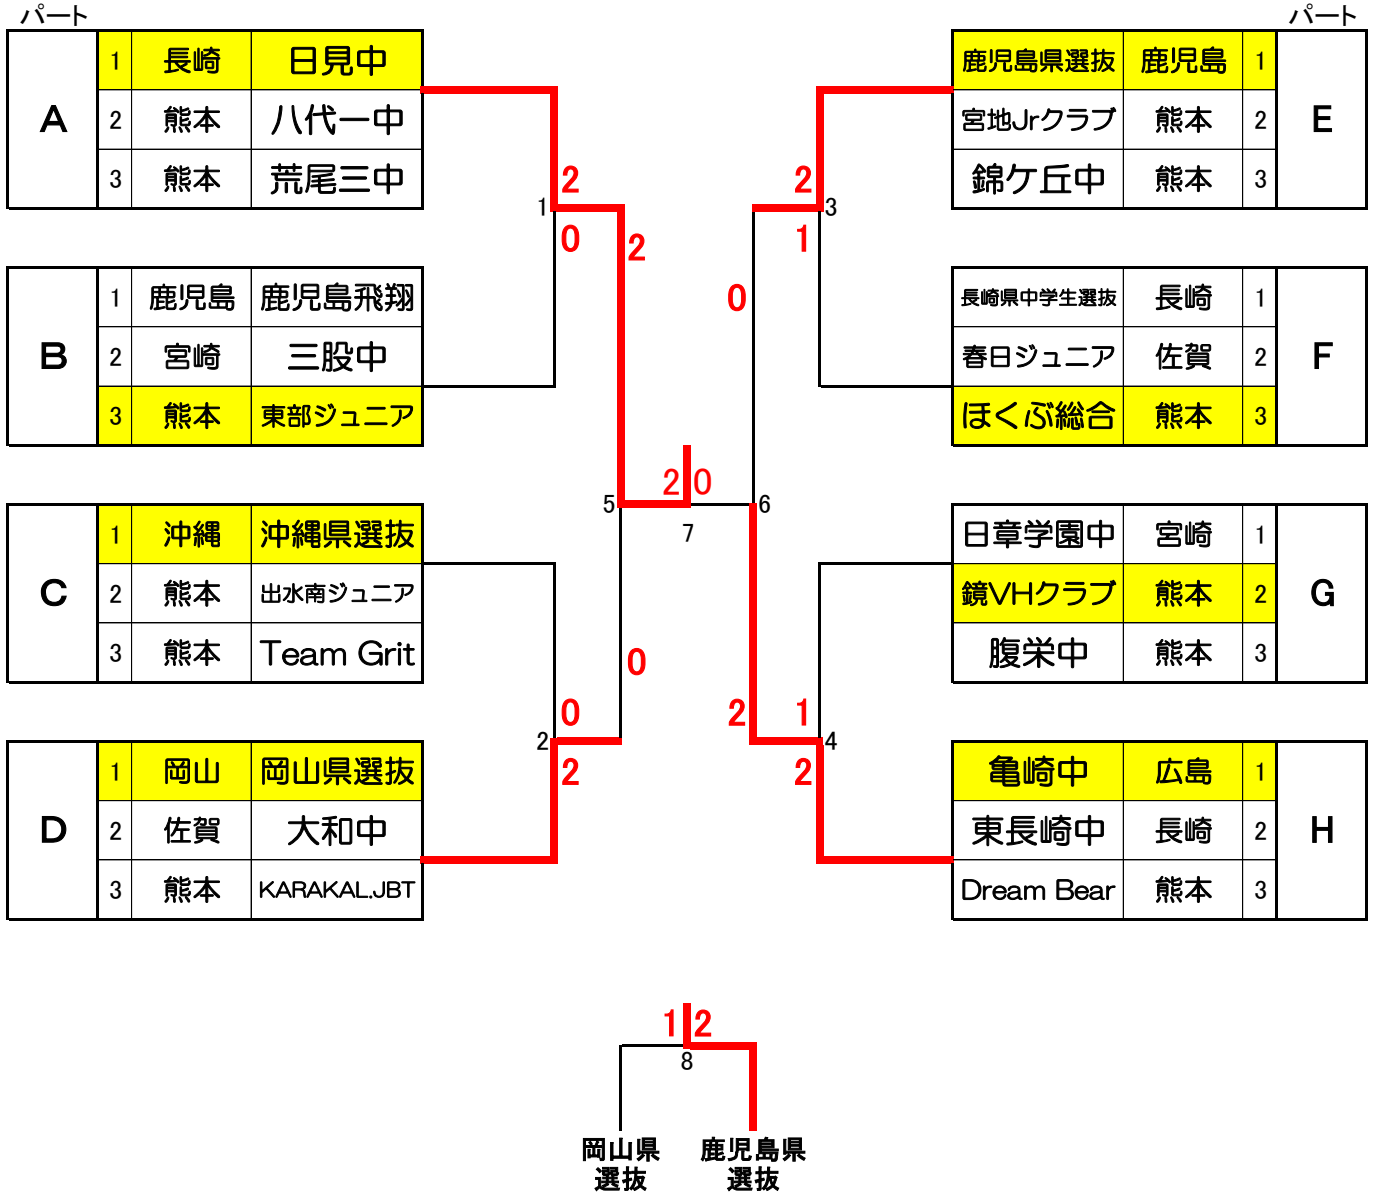 パート
A
1 長崎 日見中
2 熊本 八代一中
3 熊本 荒尾三中
B
1 鹿児島 鹿児島飛翔
2 宮崎 三股中
3 熊本 東部ジュニア
C
1 沖縄 沖縄県選抜
2 熊本 出水南ジュニア
3 熊本 Team Grit
D
1 岡山 岡山県選抜
2 佐賀 大和中
3 熊本 KARAKAL.JBT
2
1
0
2
5
0
0
2
2
2 0
7
パート
鹿児島県選抜 鹿児島 1
宮地Jrクラブ 熊本 2
錦ケ丘中 熊本 3
E
長崎県中学生選抜 長崎 1
春日ジュニア 佐賀 2
ほくぶ総合 熊本 3
F
日章学園中 宮崎 1
鏡VHクラブ 熊本 2
腹栄中 熊本 3
G
亀崎中 広島 1
東長崎中 長崎 2
Dream Bear 熊本 3
H
2
3
1
0
6
2
1
4
2
1 2
8
岡山県
選抜
鹿児島県
選抜